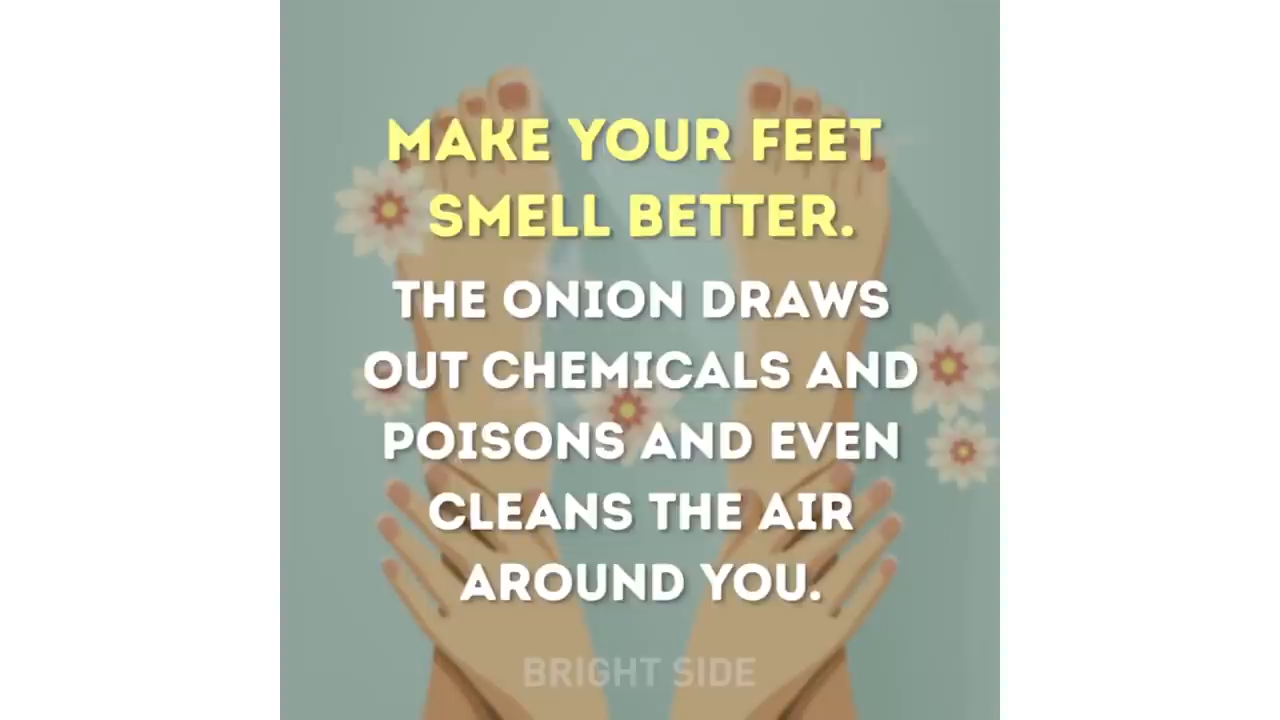 MAKE YOUR FEET
SMELL BETTER.
THE ONION DRAWS
OUT CHEMICALS AND
POISONS AND EVEN
CLEANS THE AIR
AROUND YOU.
BRIGHT SIDE